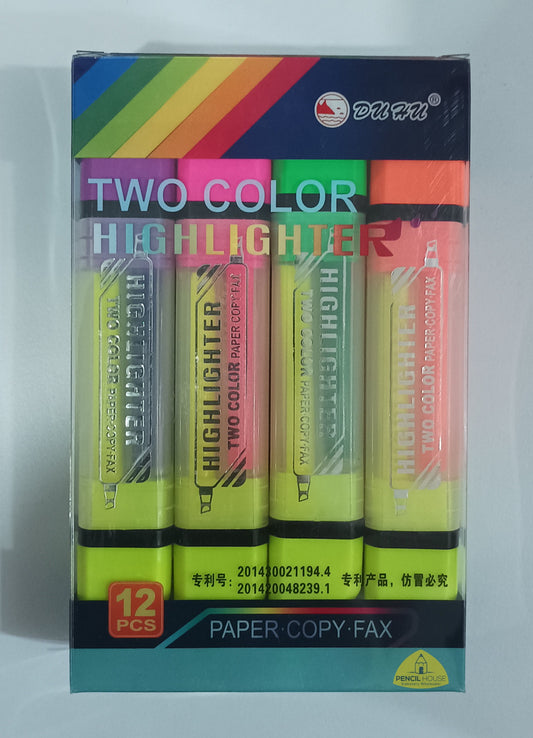 DUHU®
TWO COLOR
HIGHLIGHTER
HIGHLIGHTER
TWO COLOR PAPER·COPY·FAX
HIGHLIGHTER
TWO COLOR PAPER·COPY·FAX
HIGHLIGHTER
TWO COLOR PAPER·COPY·FAX
HIGHLIGHTER
TWO COLOR PAPER·COPY·FAX
专利号: 201430021194.4
201420048239.1
专利产品，仿冒必究
12
PCS
PAPER·COPY·FAX
PENCIL HOUSE